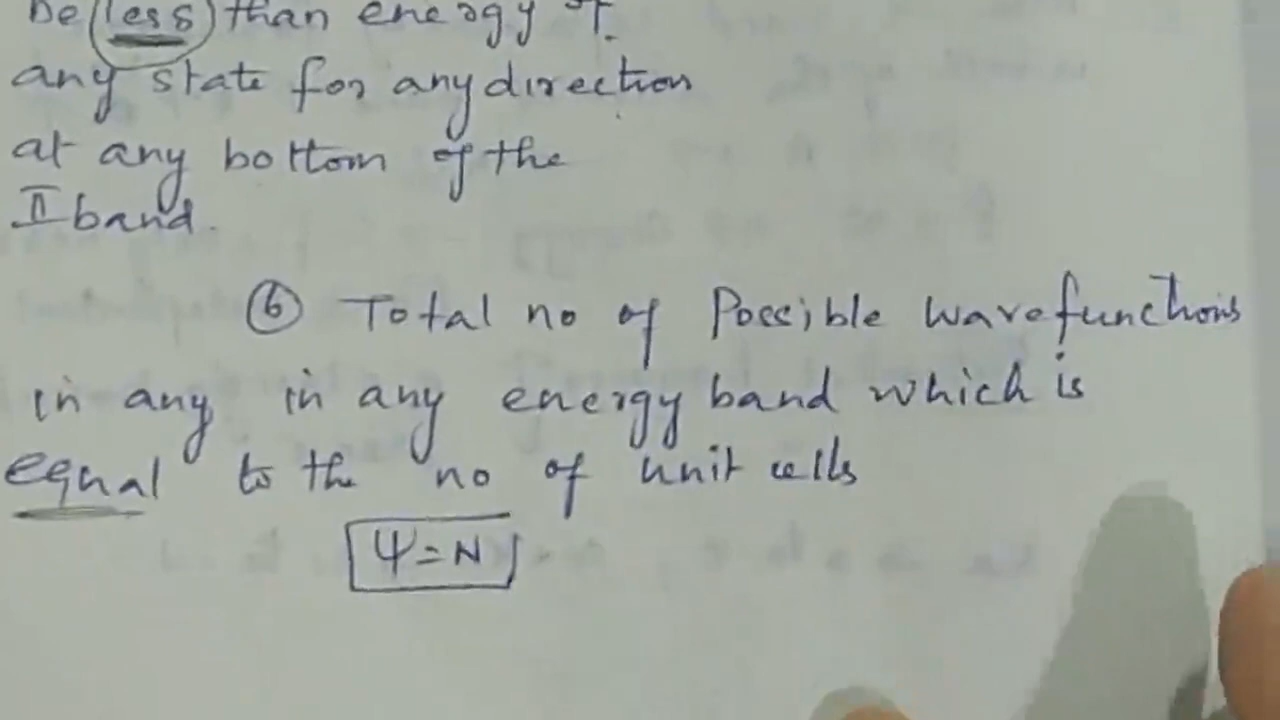 be less than energy of
any state for any direction
at any bottom of the
II band.
⑥ Total no of Possible wavefunctions
in any in any energy band which is
equal to the no of unit cells
Ψ = N